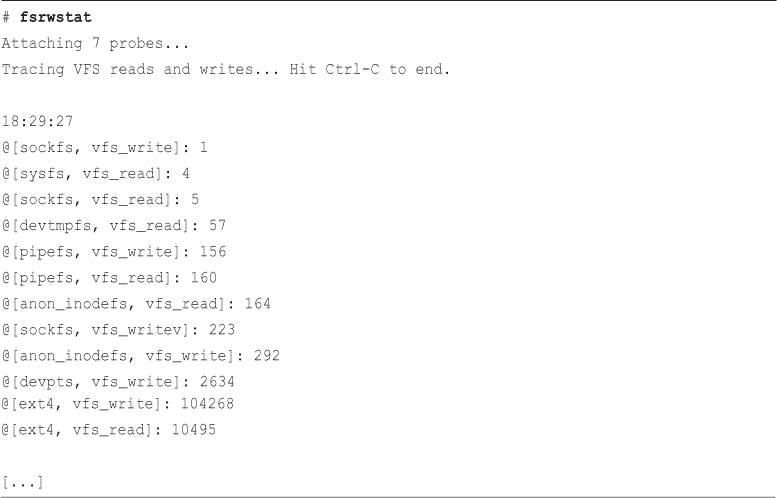 # fsrwstat
Attaching 7 probes...
Tracing VFS reads and writes... Hit Ctrl-C to end.
18:29:27
@[sockfs, vfs_write]: 1
@[sysfs, vfs_read]: 4
@[sockfs, vfs_read]: 5
@[devtmpfs, vfs_read]: 57
@[pipefs, vfs_write]: 156
@[pipefs, vfs_read]: 160
@[anon_inodefs, vfs_read]: 164
@[sockfs, vfs_writev]: 223
@[anon_inodefs, vfs_write]: 292
@[devpts, vfs_write]: 2634
@[ext4, vfs_write]: 104268
@[ext4, vfs_read]: 10495
[...]